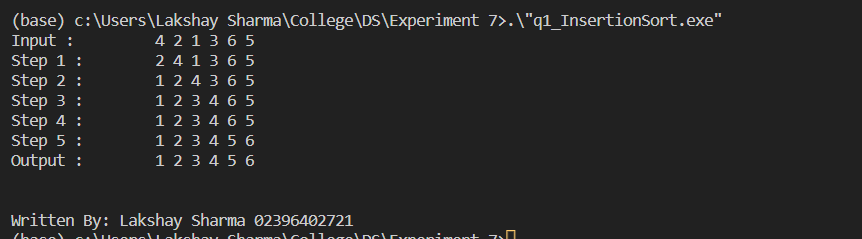 (base) c:\Users\Lakshay Sharma\College\DS\Experiment 7>.\"q1_InsertionSort.exe"
Input :         4 2 1 3 6 5
Step 1 :        2 4 1 3 6 5
Step 2 :        1 2 4 3 6 5
Step 3 :        1 2 3 4 6 5
Step 4 :        1 2 3 4 6 5
Step 5 :        1 2 3 4 5 6
Output :        1 2 3 4 5 6
Written By: Lakshay Sharma 02396402721
(base) c:\Users\Lakshay Sharma\College\DS\Experiment 7>